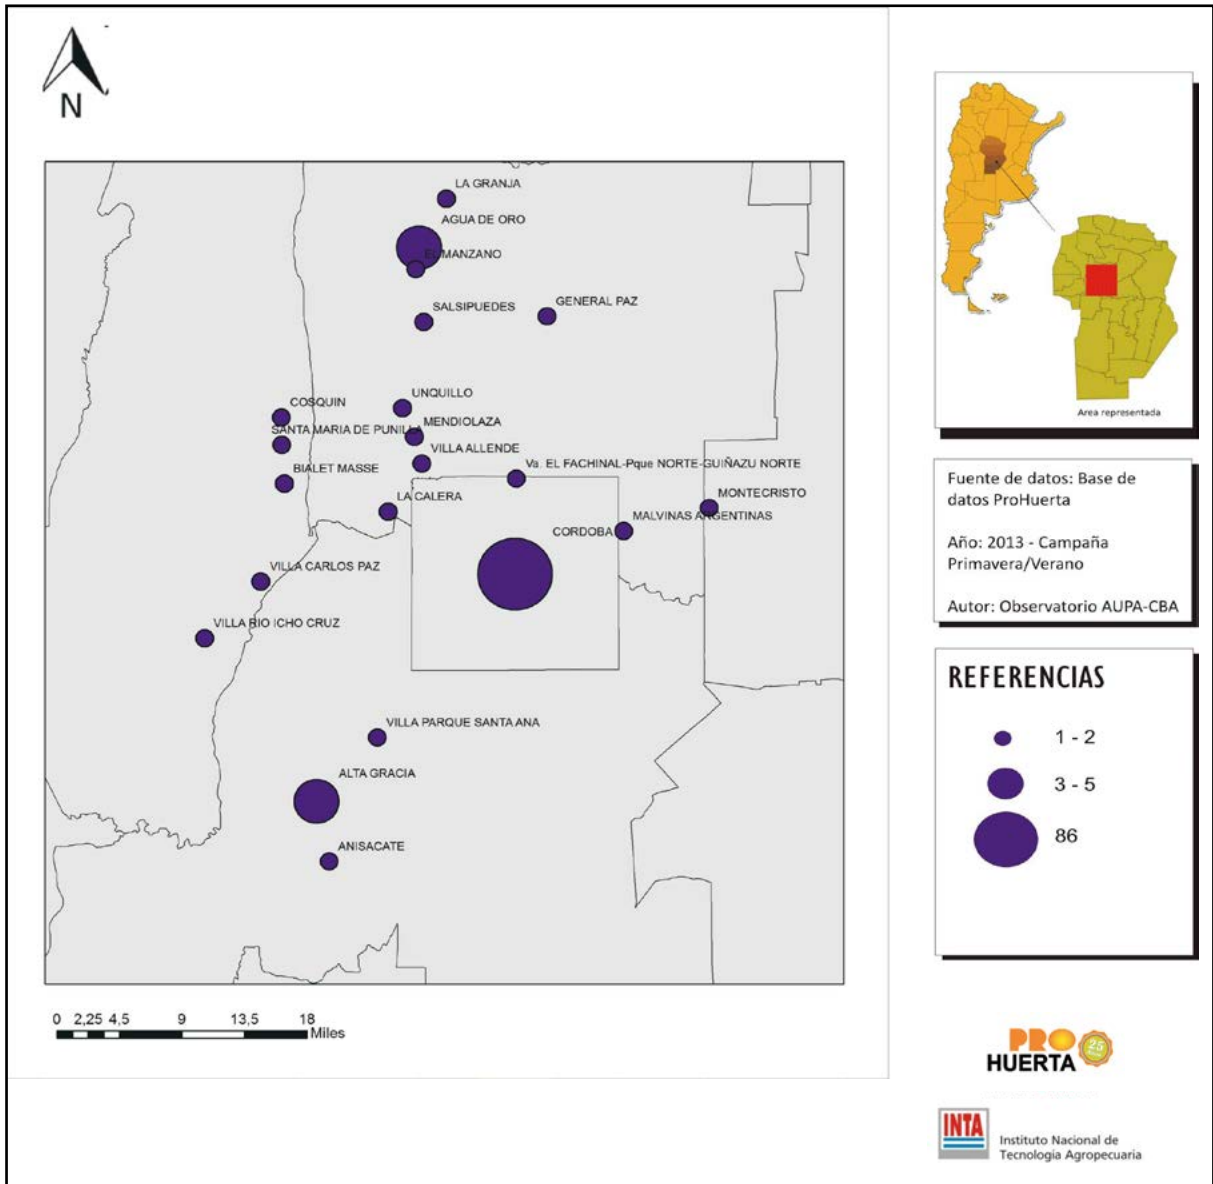 N
LA GRANJA
AGUA DE ORO
EL MANZANO
SALSIPUEDES
GENERAL PAZ
UNQUILLO
COSQUIN
MENDIOLAZA
SANTA MARIA DE PUNILLA
VILLA ALLENDE
BIALET MASSE
Va. EL FACHINAL-Pque NORTE-GUIÑAZU NORTE
LA CALERA
MONTECRISTO
MALVINAS ARGENTINAS
CORDOBA
VILLA CARLOS PAZ
VILLA RIO ICHO CRUZ
VILLA PARQUE SANTA ANA
ALTA GRACIA
ANISACATE
0 2,25 4,5 9 13,5 18
Miles
Area representada
Fuente de datos: Base de
datos ProHuerta
Año: 2013 - Campaña
Primavera/Verano
Autor: Observatorio AUPA-CBA
REFERENCIAS
1 - 2
3 - 5
86
PRO
HUERTA
25
INTA
Instituto Nacional de
Tecnología Agropecuaria